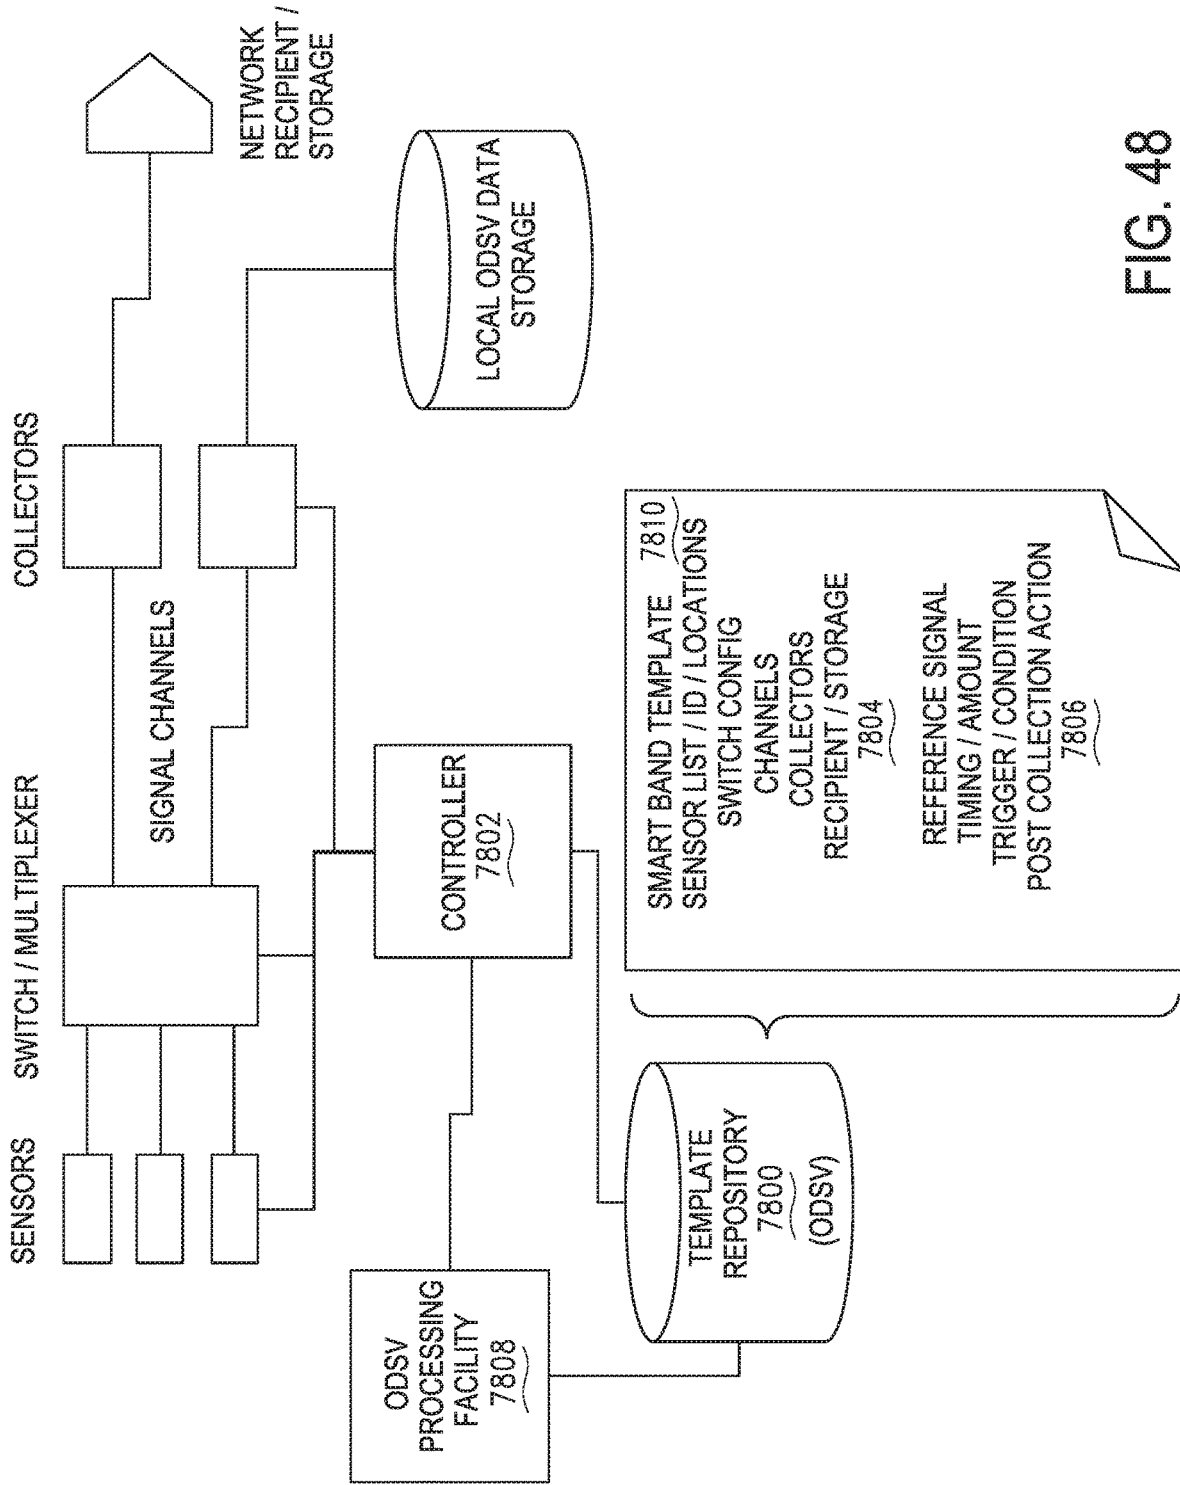 SENSORS
SWITCH / MULTIPLEXER
COLLECTORS
SIGNAL CHANNELS
NETWORK
RECIPIENT /
STORAGE
LOCAL ODSV DATA
STORAGE
CONTROLLER
7802
ODSV
PROCESSING
FACILITY
7808
TEMPLATE
REPOSITORY
7800
(ODSV)
SMART BAND TEMPLATE 7810
SENSOR LIST / ID / LOCATIONS
SWITCH CONFIG
CHANNELS
COLLECTORS
RECIPIENT / STORAGE
7804
REFERENCE SIGNAL
TIMING / AMOUNT
TRIGGER / CONDITION
POST COLLECTION ACTION
7806
FIG. 48